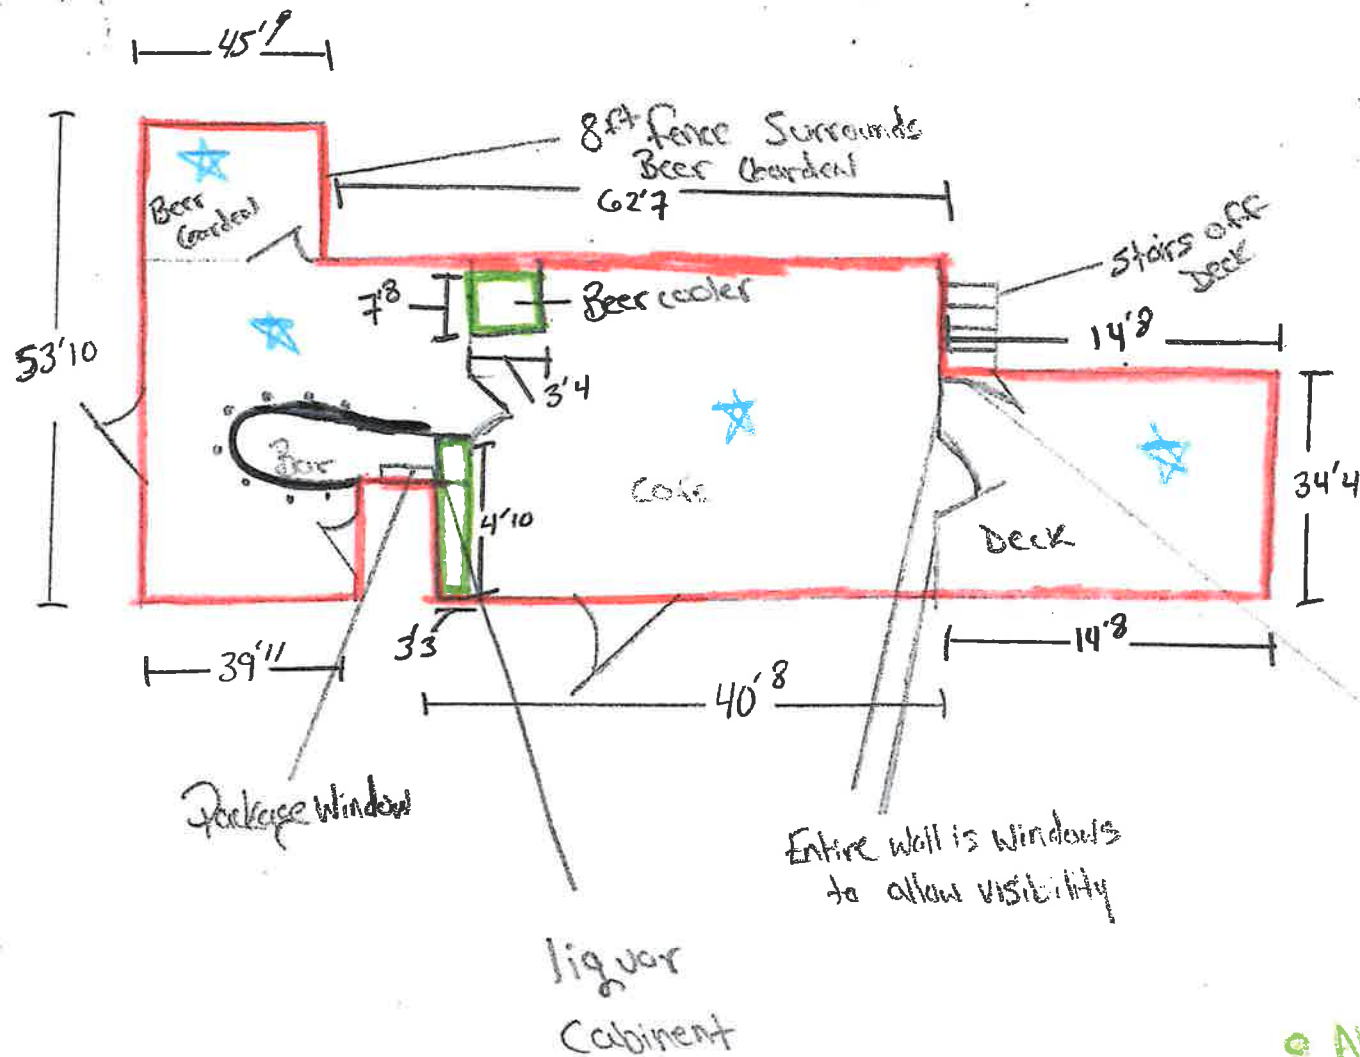 45'9
8ft fence Surrounds
Beer Gardenl
62'7
Beer
Gardenl
Stairs off
Deck
7'8
Beer cooler
14'8
53'10
3'4
Bar
Cafe
34'4
4'10
Deck
39'11
3'3
14'8
40'8
Package Window
Entire wall is windows
to allow visibility
liquor
Cabinent